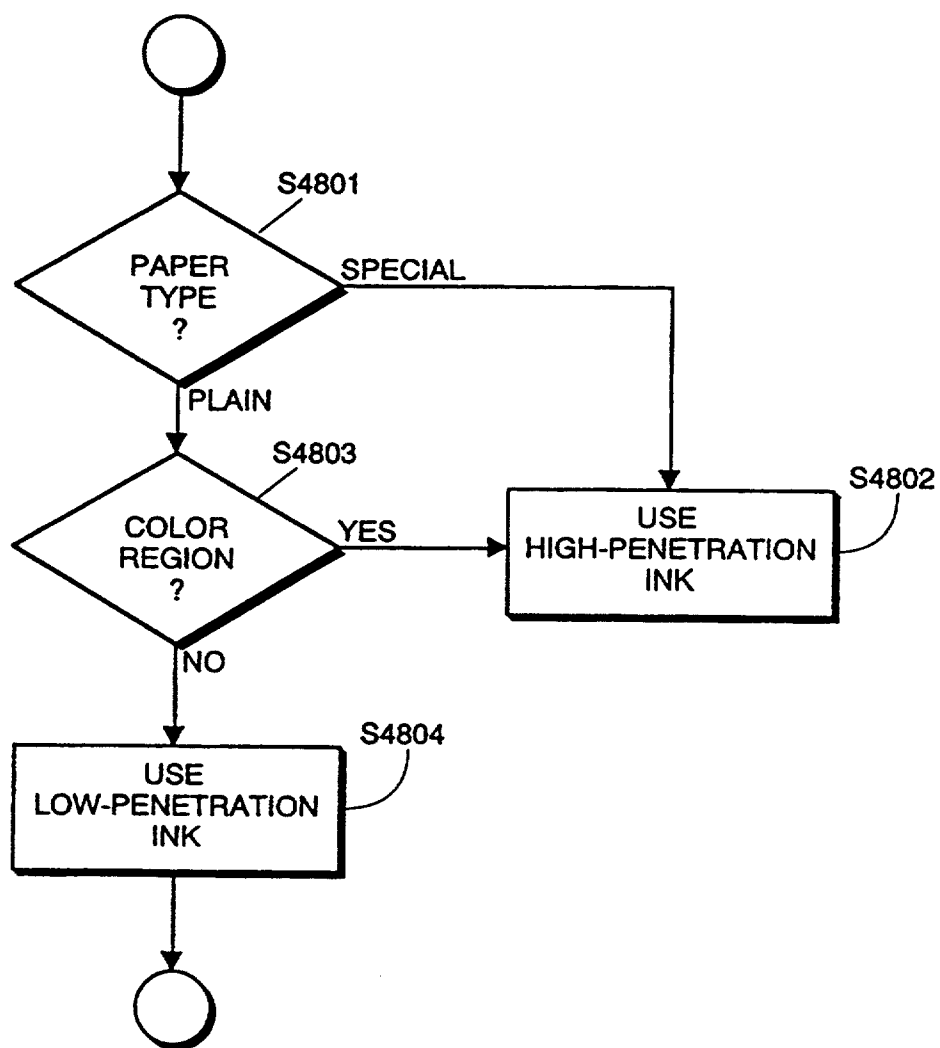 S4801
PAPER
TYPE
?
SPECIAL
PLAIN
S4803
COLOR
REGION
?
YES
S4802
USE
HIGH-PENETRATION
INK
NO
S4804
USE
LOW-PENETRATION
INK